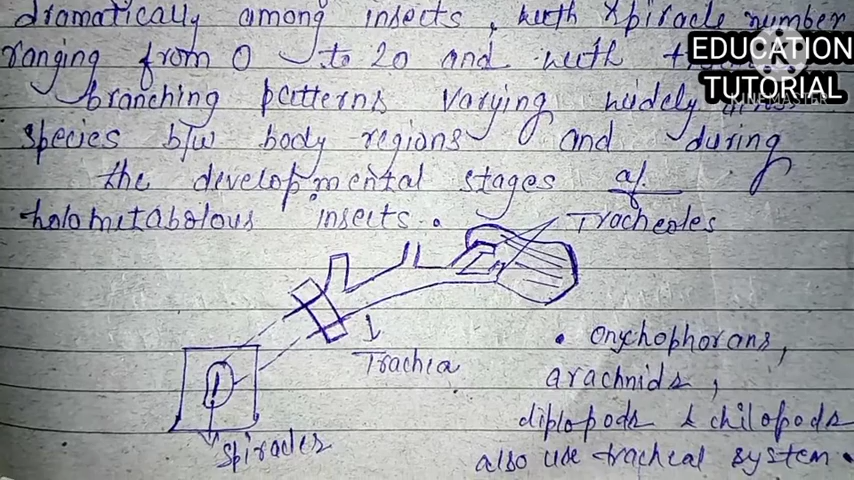 dramatically among insects, with spiracle number
ranging from 0 to 20 and with
branching patterns varying widely across
species b/w body regions and during
the developmental stages of
holometabolous insects.
EDUCATION
TUTORIAL
KINEMASTER
Tracheoles
Trachea
Spiracles
• Onychophorans,
arachnids,
diplopods & chilopods
also use tracheal system.